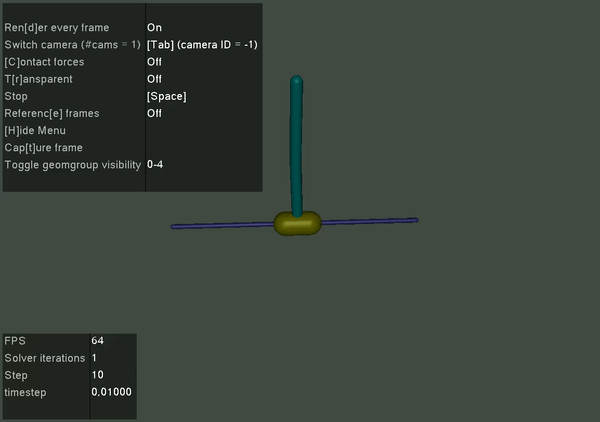 Ren[d]er every frame On
Switch camera (#cams = 1) [Tab] (camera ID = -1)
[C]ontact forces Off
T[r]ansparent Off
Stop [Space]
Referenc[e] frames Off
[H]ide Menu
Cap[t]ure frame
Toggle geomgroup visibility 0-4
FPS 64
Solver iterations 1
Step 10
timestep 0.01000